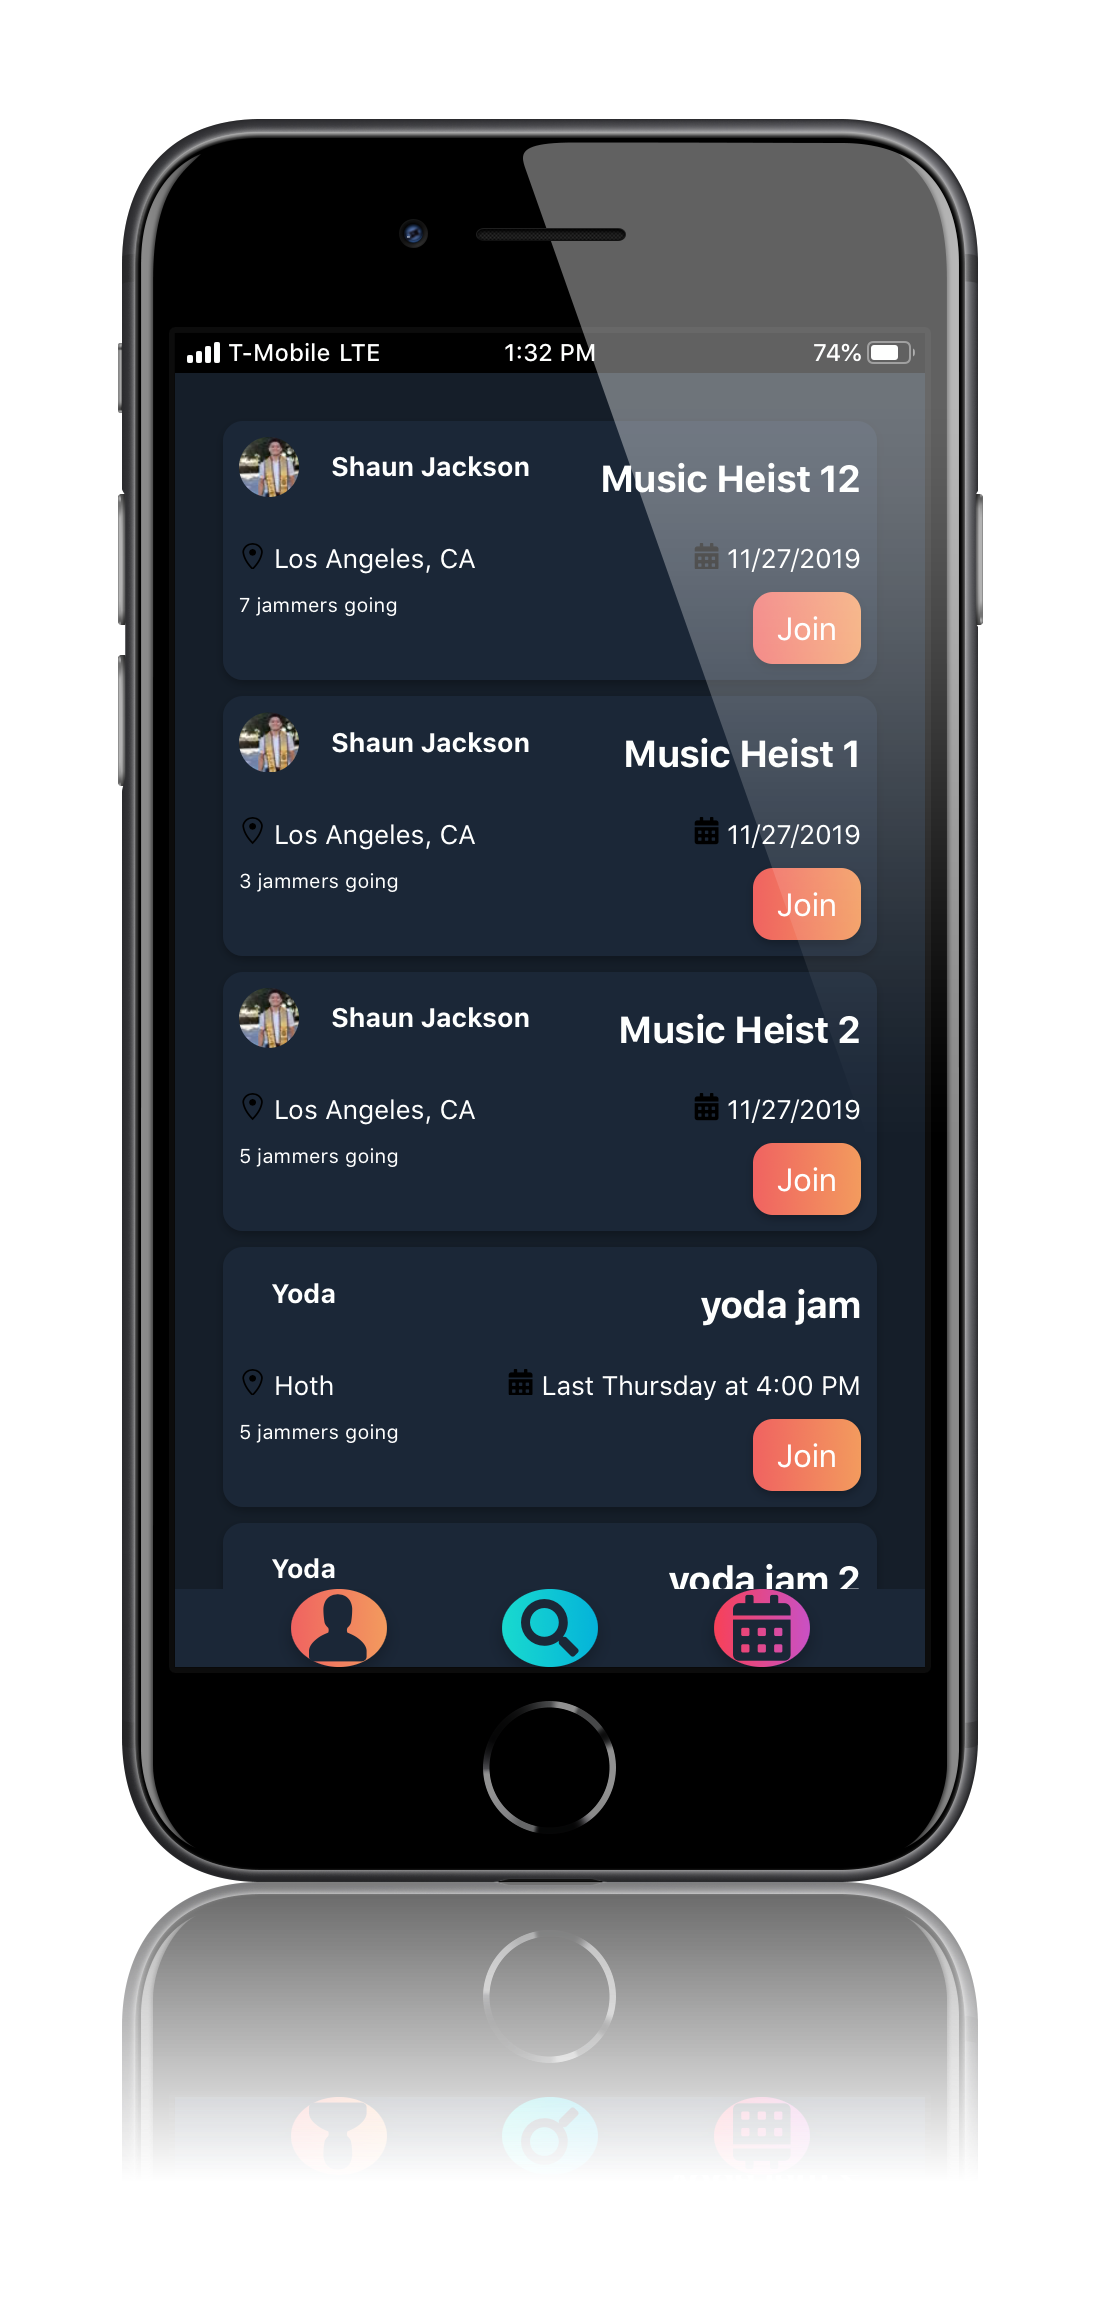 T-Mobile LTE 1:32 PM 74%
Shaun Jackson Music Heist 12
Los Angeles, CA 11/27/2019
7 jammers going
Join
Shaun Jackson Music Heist 1
Los Angeles, CA 11/27/2019
3 jammers going
Join
Shaun Jackson Music Heist 2
Los Angeles, CA 11/27/2019
5 jammers going
Join
Yoda yoda jam
Hoth Last Thursday at 4:00 PM
5 jammers going
Join
Yoda yoda jam 2